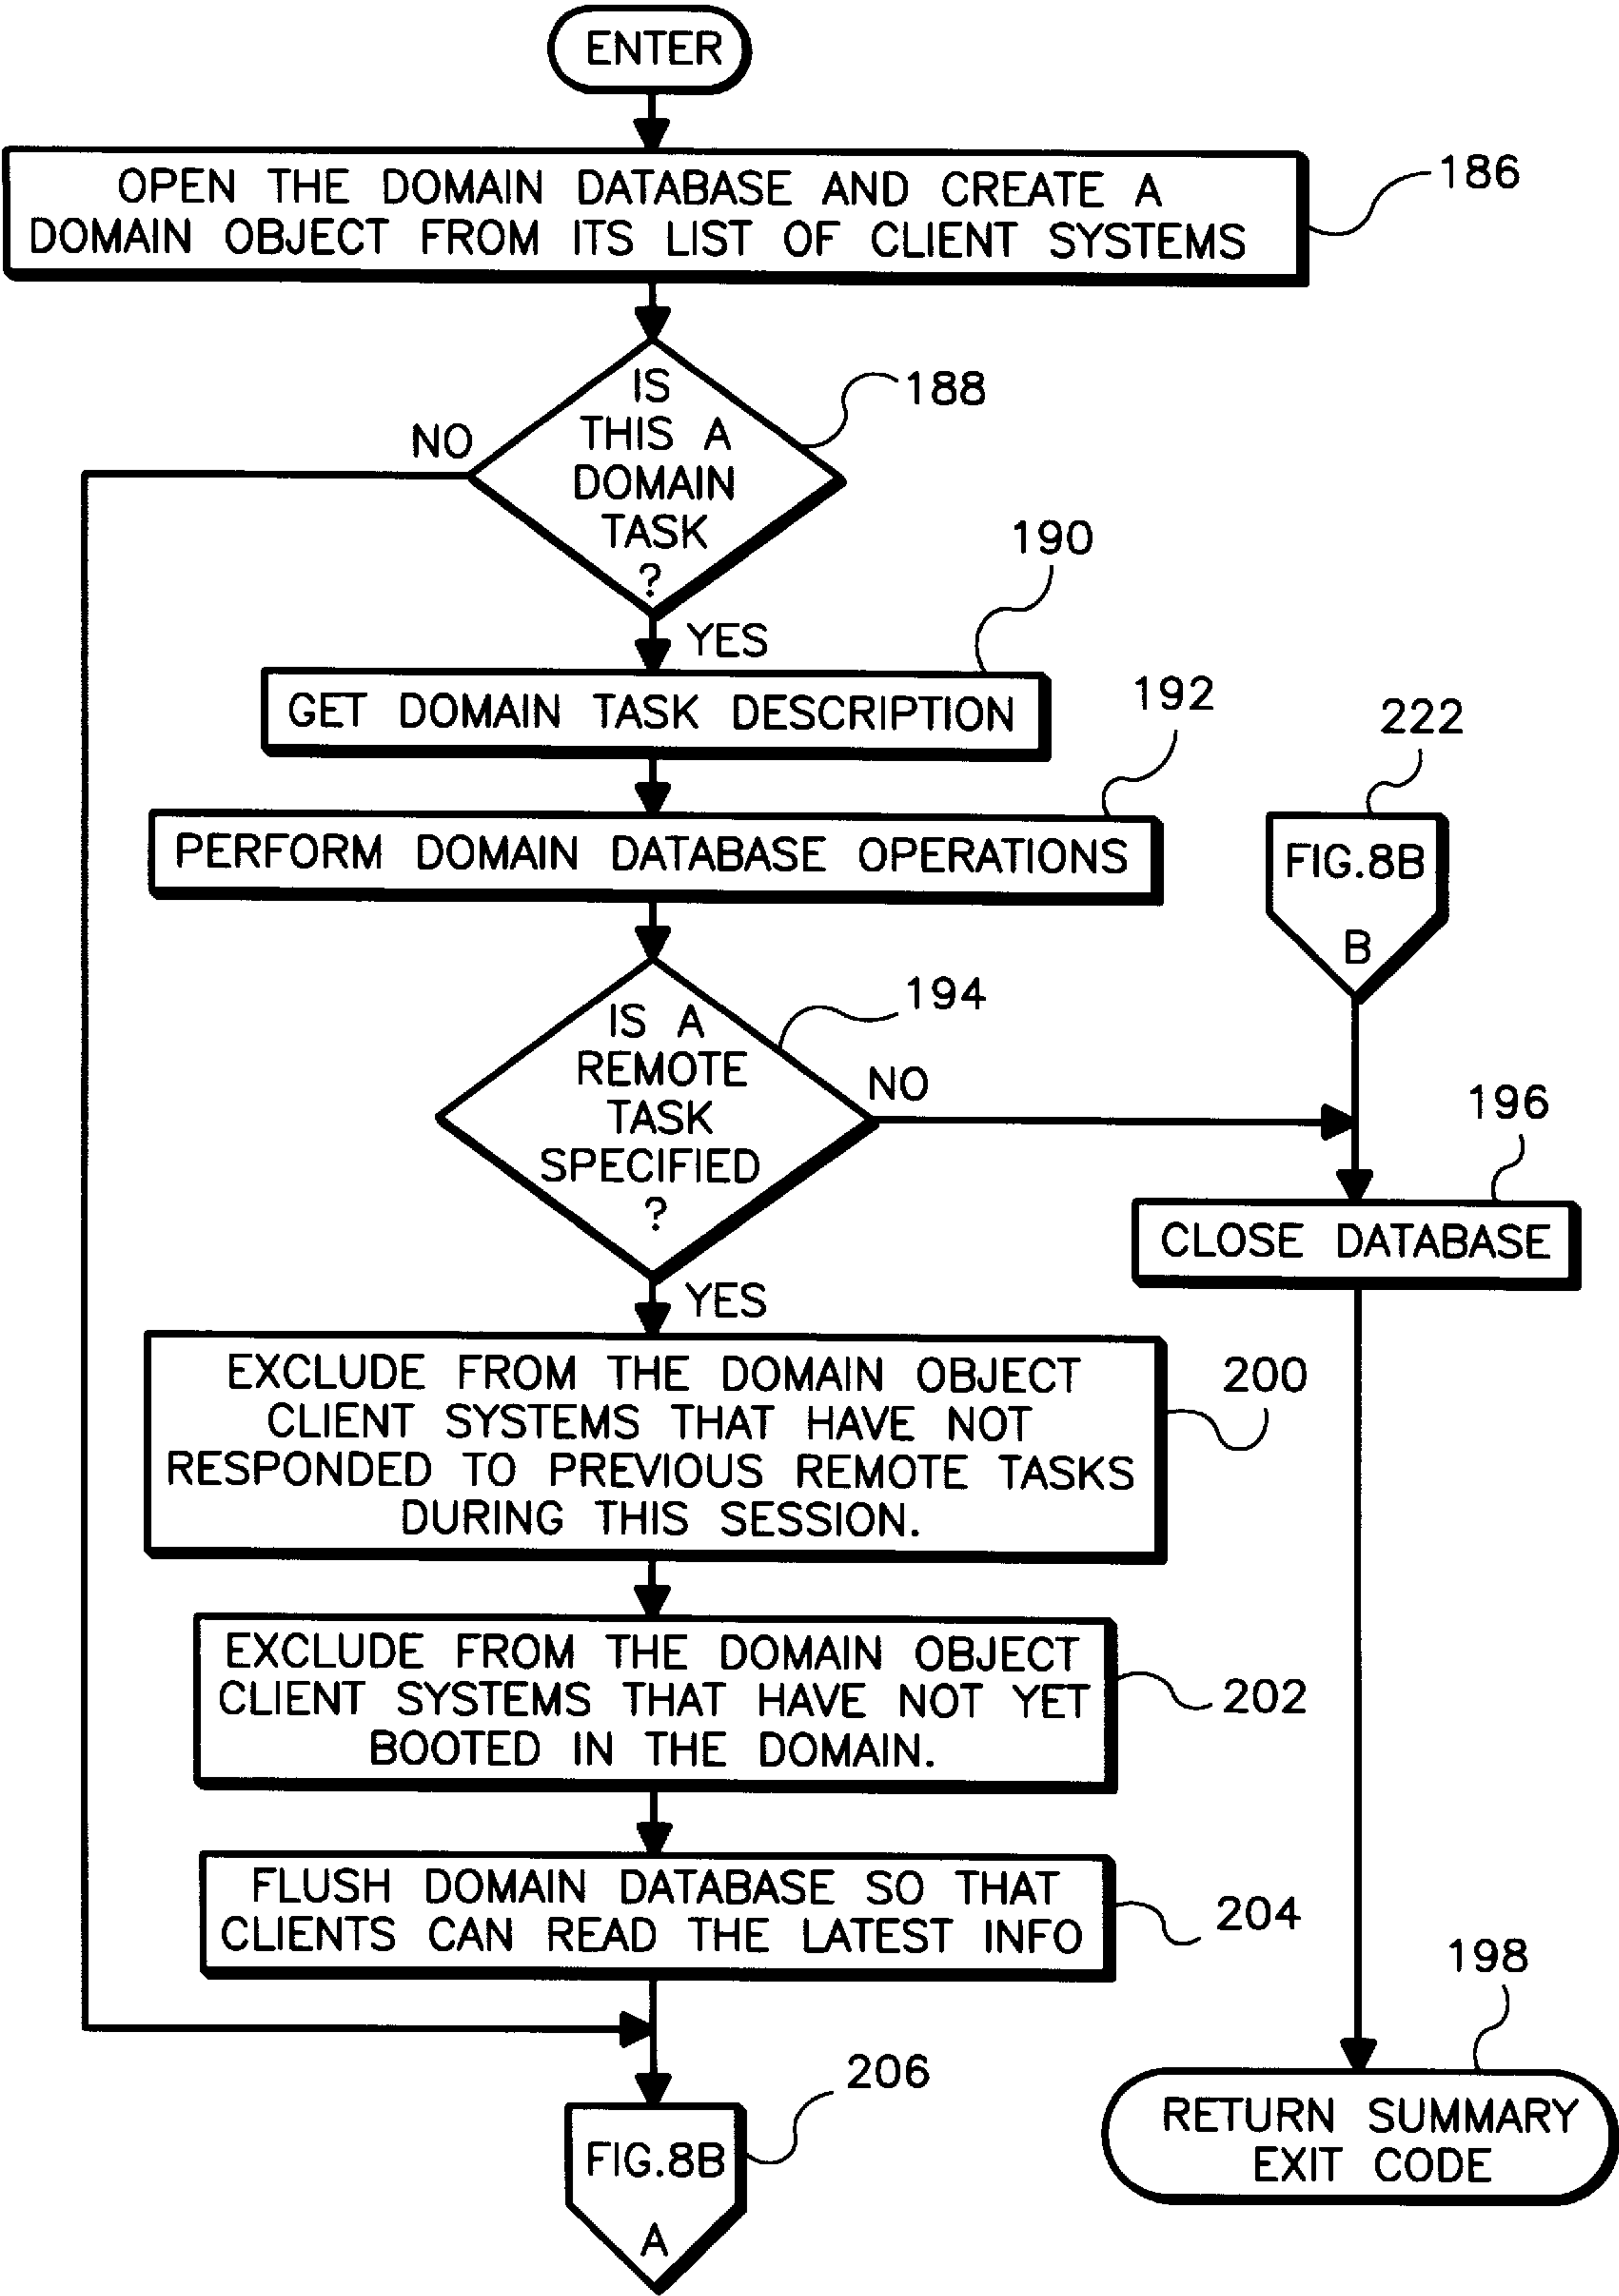 ENTER
OPEN THE DOMAIN DATABASE AND CREATE A
DOMAIN OBJECT FROM ITS LIST OF CLIENT SYSTEMS
186
IS
THIS A
DOMAIN
TASK
?
188
NO
YES
190
GET DOMAIN TASK DESCRIPTION
192
PERFORM DOMAIN DATABASE OPERATIONS
222
FIG.8B
B
194
IS A
REMOTE
TASK
SPECIFIED
?
NO
YES
196
CLOSE DATABASE
EXCLUDE FROM THE DOMAIN OBJECT
CLIENT SYSTEMS THAT HAVE NOT
RESPONDED TO PREVIOUS REMOTE TASKS
DURING THIS SESSION.
200
EXCLUDE FROM THE DOMAIN OBJECT
CLIENT SYSTEMS THAT HAVE NOT YET
BOOTED IN THE DOMAIN.
202
FLUSH DOMAIN DATABASE SO THAT
CLIENTS CAN READ THE LATEST INFO
204
198
RETURN SUMMARY
EXIT CODE
206
FIG.8B
A